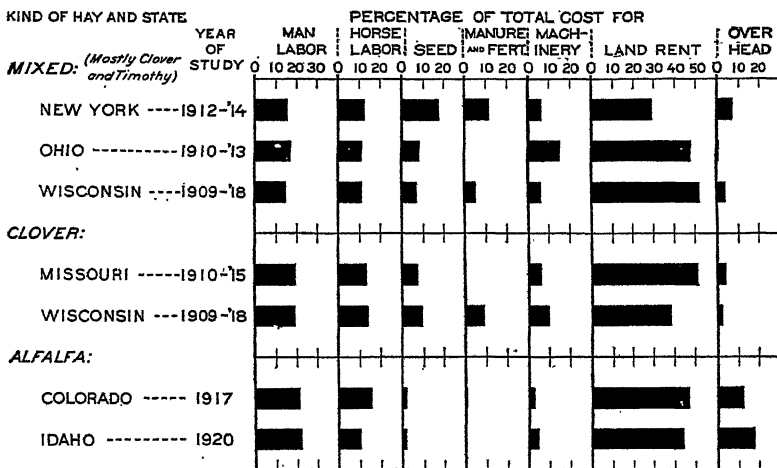 KIND OF HAY AND STATE YEAR OF STUDY PERCENTAGE OF TOTAL COST FOR
MAN LABOR HORSE LABOR SEED MANURE AND FERT. MACH-INERY LAND RENT OVER HEAD
MIXED: (Mostly Clover and Timothy)
0 10 20 30 0 10 20 0 10 20 0 10 20 0 10 20 0 10 20 30 40 50 0 10 20
NEW YORK ---- 1912-'14
OHIO ---------- 1910-'13
WISCONSIN ---- 1909-'18
CLOVER:
MISSOURI ----- 1910-'15
WISCONSIN --- 1909-'18
ALFALFA:
COLORADO ----- 1917
IDAHO --------- 1920